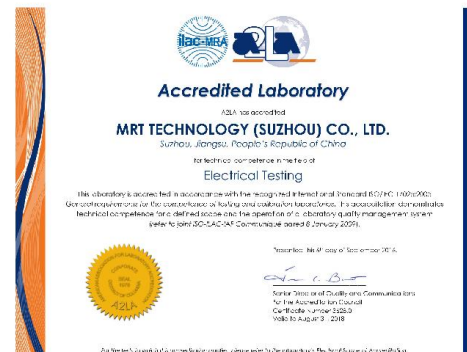 ilac-MRA
A2LA
Accredited Laboratory
A2LA has accredited
MRT TECHNOLOGY (SUZHOU) CO., LTD.
Suzhou, Jiangsu, People's Republic of China
for technical competence in the field of
Electrical Testing
This laboratory is accredited in accordance with the recognized International Standard ISO/IEC 17025:2005
General requirements for the competence of testing and calibration laboratories. This accreditation demonstrates
technical competence for a defined scope and the operation of a laboratory quality management system
(refer to joint ISO-ILAC-IAF Communiqué dated 8 January 2009).
CORPORATE
SEAL
A2LA
Presented this day of September 2016.
Senior Director of Quality and Communications
For the Accreditation Council
Certificate Number 3628.01
Valid to August 31, 2018